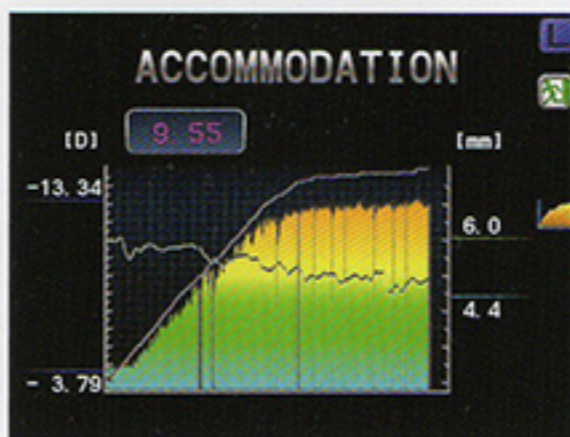 ACCOMMODATION
[D] 9.55 [mm]
-13.34
6.0
4.4
- 3.79
L